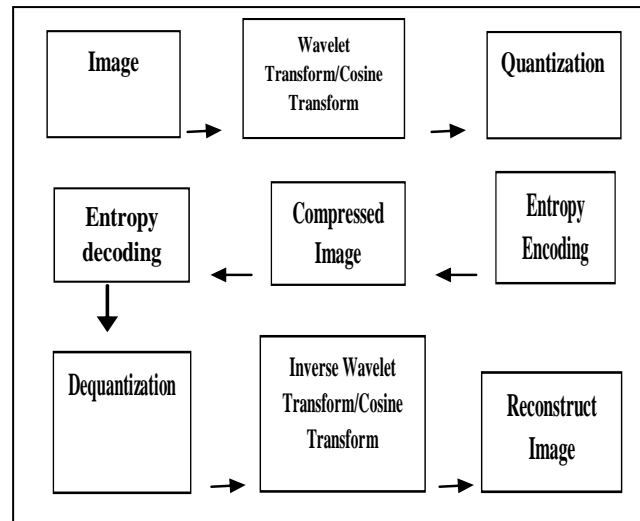 Image
Wavelet
Transform/Cosine
Transform
Quantization
Entropy
decoding
Compressed
Image
Entropy
Encoding
Dequantization
Inverse Wavelet
Transform/Cosine
Transform
Reconstruct
Image